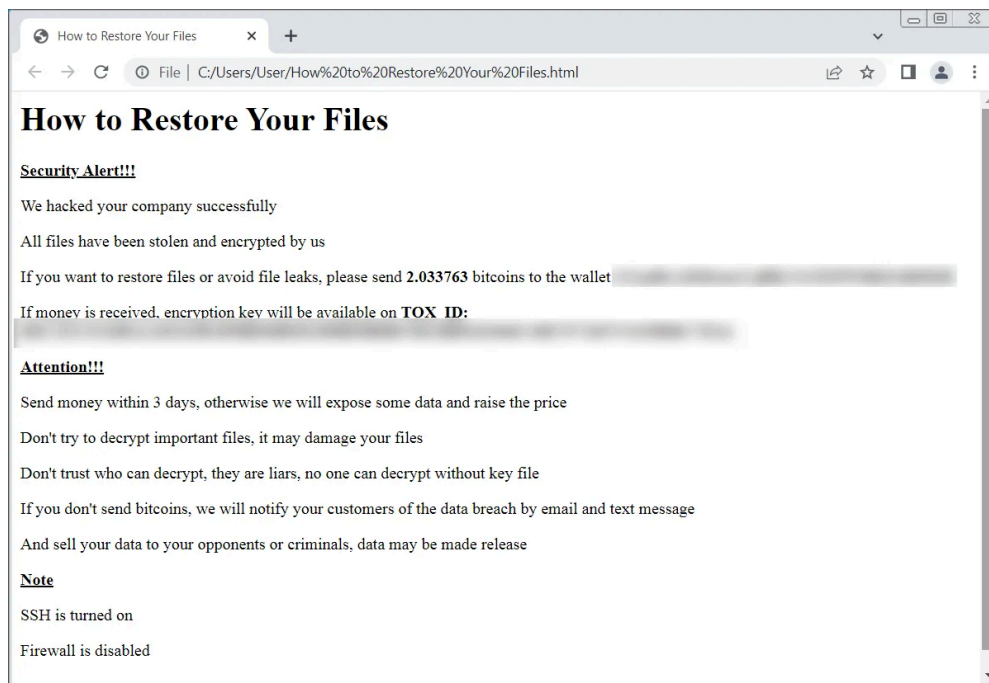 How to Restore Your Files
File | C:/Users/User/How%20to%20Restore%20Your%20Files.html
How to Restore Your Files
Security Alert!!!
We hacked your company successfully
All files have been stolen and encrypted by us
If you want to restore files or avoid file leaks, please send 2.033763 bitcoins to the wallet
If money is received, encryption key will be available on TOX_ID:
Attention!!!
Send money within 3 days, otherwise we will expose some data and raise the price
Don't try to decrypt important files, it may damage your files
Don't trust who can decrypt, they are liars, no one can decrypt without key file
If you don't send bitcoins, we will notify your customers of the data breach by email and text message
And sell your data to your opponents or criminals, data may be made release
Note
SSH is turned on
Firewall is disabled